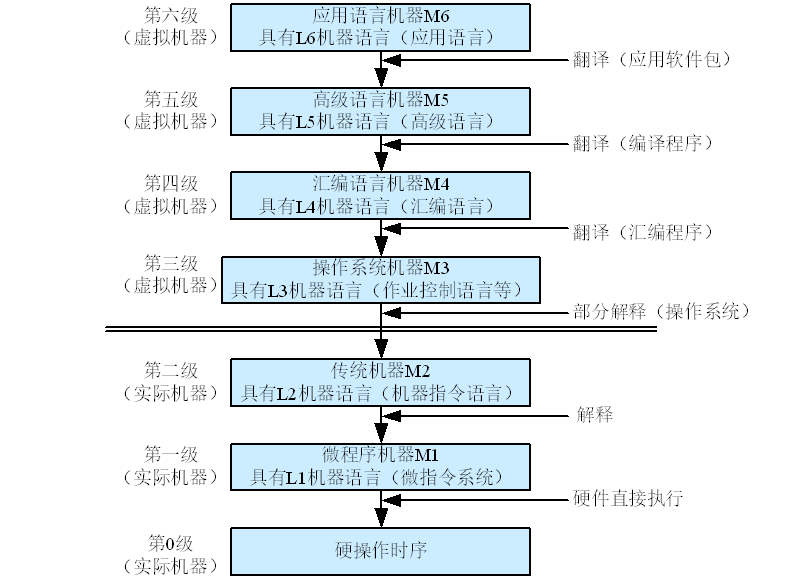 第六级
（虚拟机器）
应用语言机器M6
具有L6机器语言（应用语言）
翻译（应用软件包）
第五级
（虚拟机器）
高级语言机器M5
具有L5机器语言（高级语言）
翻译（编译程序）
第四级
（虚拟机器）
汇编语言机器M4
具有L4机器语言（汇编语言）
翻译（汇编程序）
第三级
（虚拟机器）
操作系统机器M3
具有L3机器语言（作业控制语言等）
部分解释（操作系统）
第二级
（实际机器）
传统机器M2
具有L2机器语言（机器指令语言）
解释
第一级
（实际机器）
微程序机器M1
具有L1机器语言（微指令系统）
硬件直接执行
第0级
（实际机器）
硬操作时序